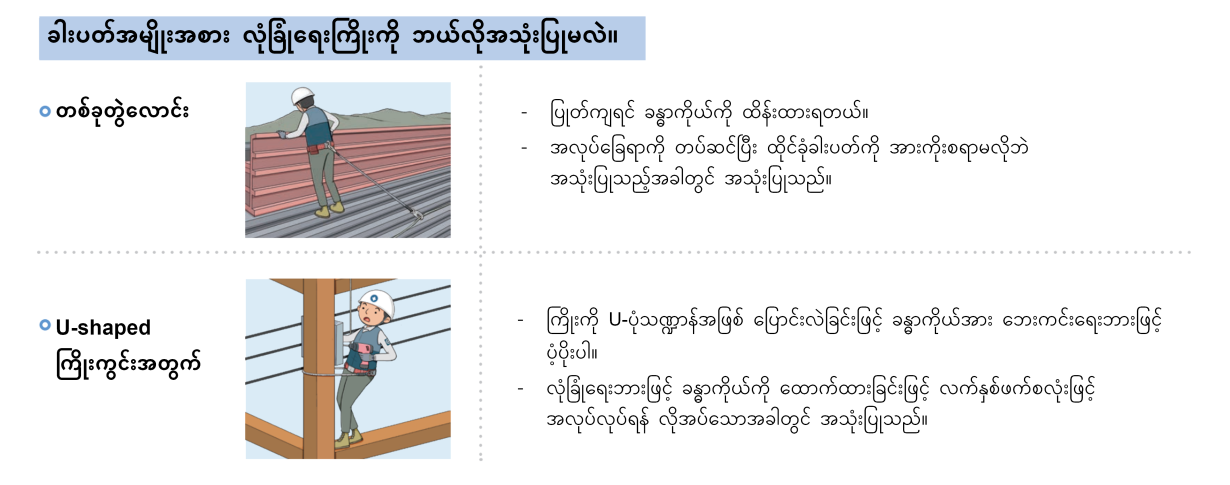 ခါးပတ်အမျိုးအစား လုံခြုံရေးကြိုးကို ဘယ်လိုအသုံးပြုမလဲ။
တစ်ခုတွဲလောင်း
- ပြုတ်ကျရင် ခန္ဓာကိုယ်ကို ထိန်းထားရတယ်။
- အလုပ်ခြေရာကို တပ်ဆင်ပြီး ထိုင်ခုံခါးပတ်ကို အားကိုးစရာမလိုဘဲ
အသုံးပြုသည့်အခါတွင် အသုံးပြုသည်။
U-shaped
ကြိုးကွင်းအတွက်
- ကြိုးကို U-ပုံသဏ္ဍာန်အဖြစ် ပြောင်းလဲခြင်းဖြင့် ခန္ဓာကိုယ်အား ဘေးကင်းရေးဘားဖြင့်
ပံ့ပိုးပါ။
- လုံခြုံရေးဘားဖြင့် ခန္ဓာကိုယ်ကို ထောက်ထားခြင်းဖြင့် လက်နှစ်ဖက်စလုံးဖြင့်
အလုပ်လုပ်ရန် လိုအပ်သောအခါတွင် အသုံးပြုသည်။